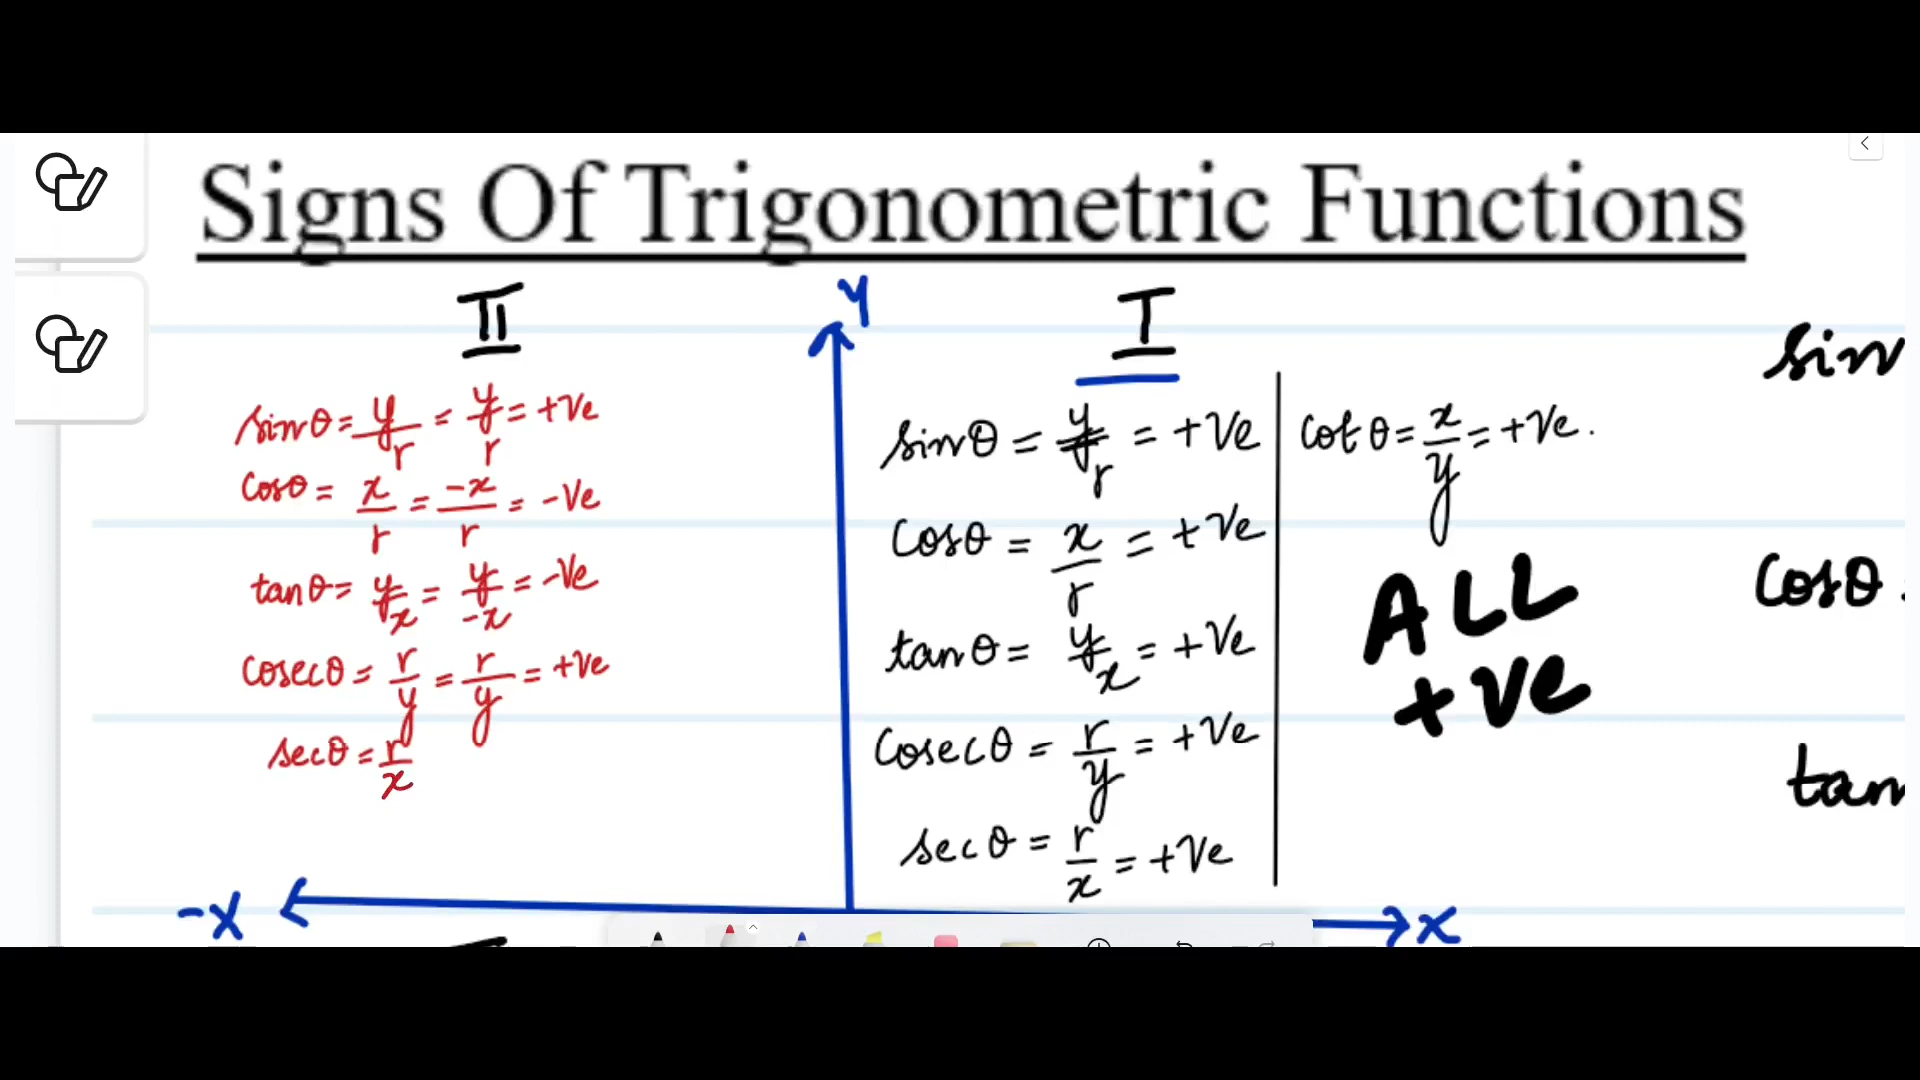 Signs Of Trigonometric Functions
II
sinθ = y/r = y/r = +ve
cosθ = x/r = -x/r = -ve
tanθ = y/x = y/-x = -ve
cosecθ = r/y = r/y = +ve
secθ = r/x
Y
I
sinθ = y/r = +ve
cosθ = x/r = +ve
tanθ = y/x = +ve
cosecθ = r/y = +ve
secθ = r/x = +ve
cotθ = x/y = +ve.
ALL
+ve
sin
cosθ
tan
-X
X